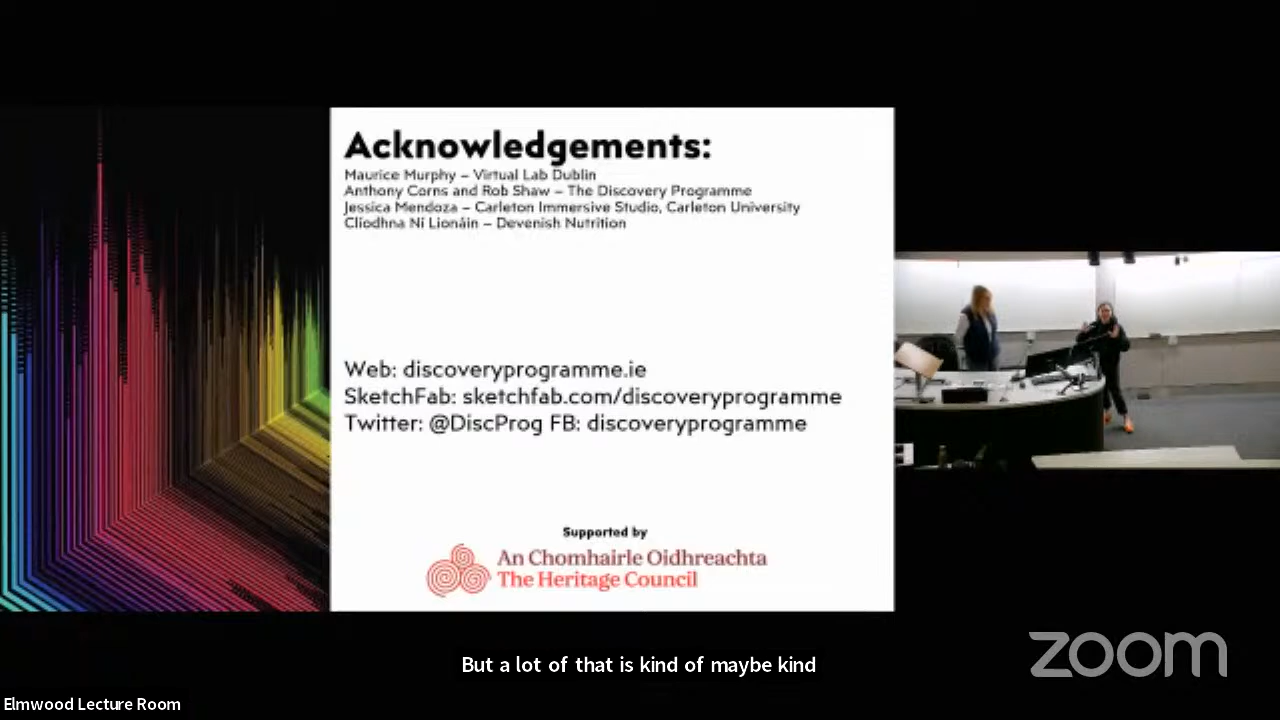 Acknowledgements:
Maurice Murphy – Virtual Lab Dublin
Anthony Corns and Rob Shaw – The Discovery Programme
Jessica Mendoza – Carleton Immersive Studio, Carleton University
Clíodhna Ní Lionáin – Devenish Nutrition
Web: discoveryprogramme.ie
SketchFab: sketchfab.com/discoveryprogramme
Twitter: @DiscProg FB: discoveryprogramme
Supported by
An Chomhairle Oidhreachta
The Heritage Council
But a lot of that is kind of maybe kind
zoom
Elmwood Lecture Room